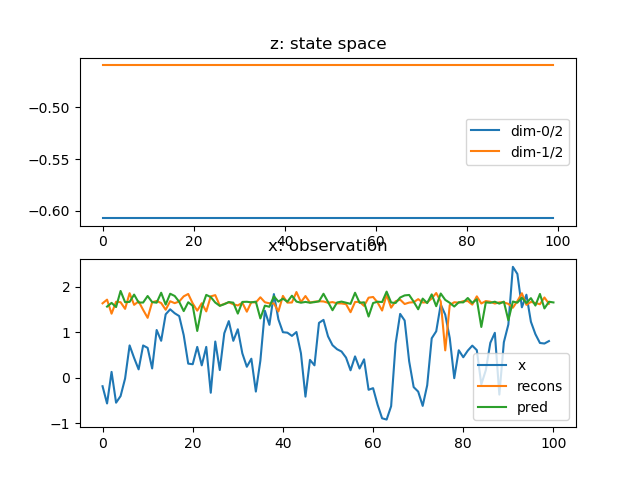 z: state space
−0.50
−0.55
−0.60
dim-0/2
dim-1/2
0 20 40 60 80 100
x: observation
2
1
0
−1
x
recons
pred
0 20 40 60 80 100